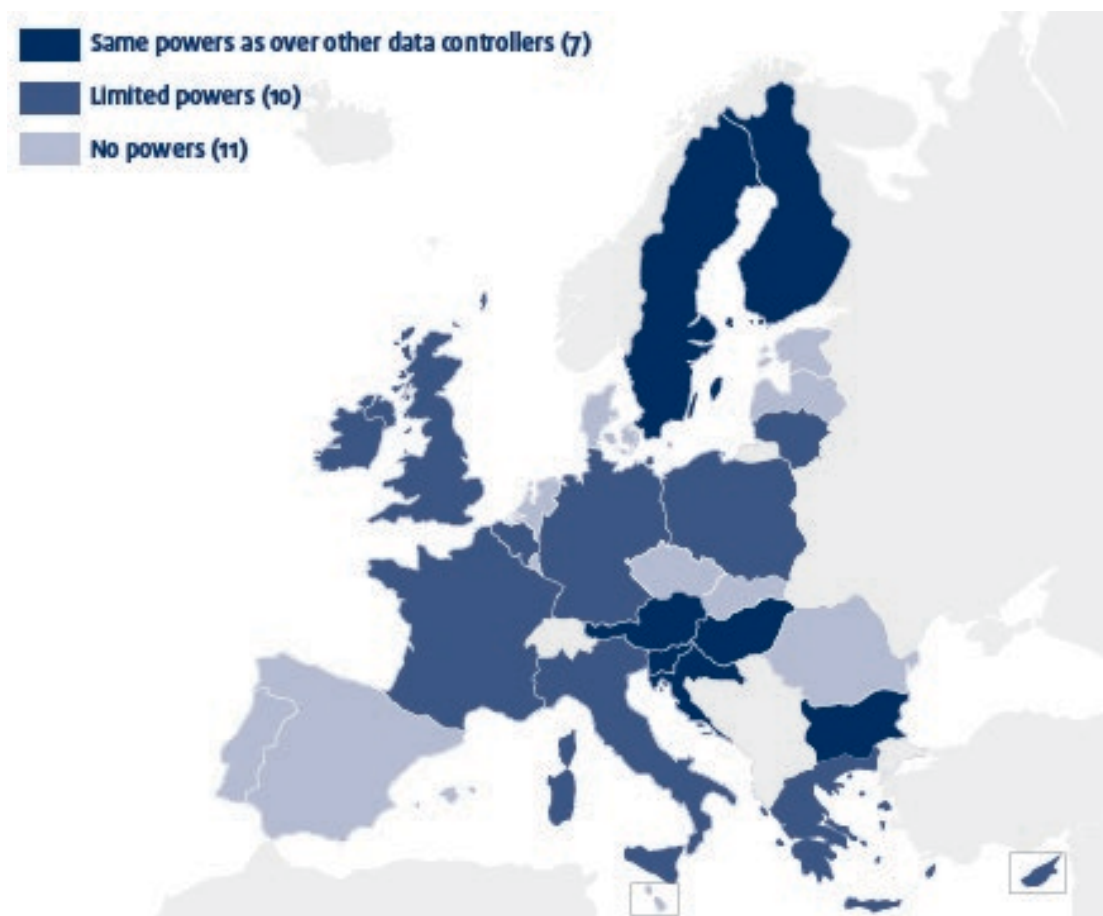 Same powers as over other data controllers (7)
Limited powers (10)
No powers (11)